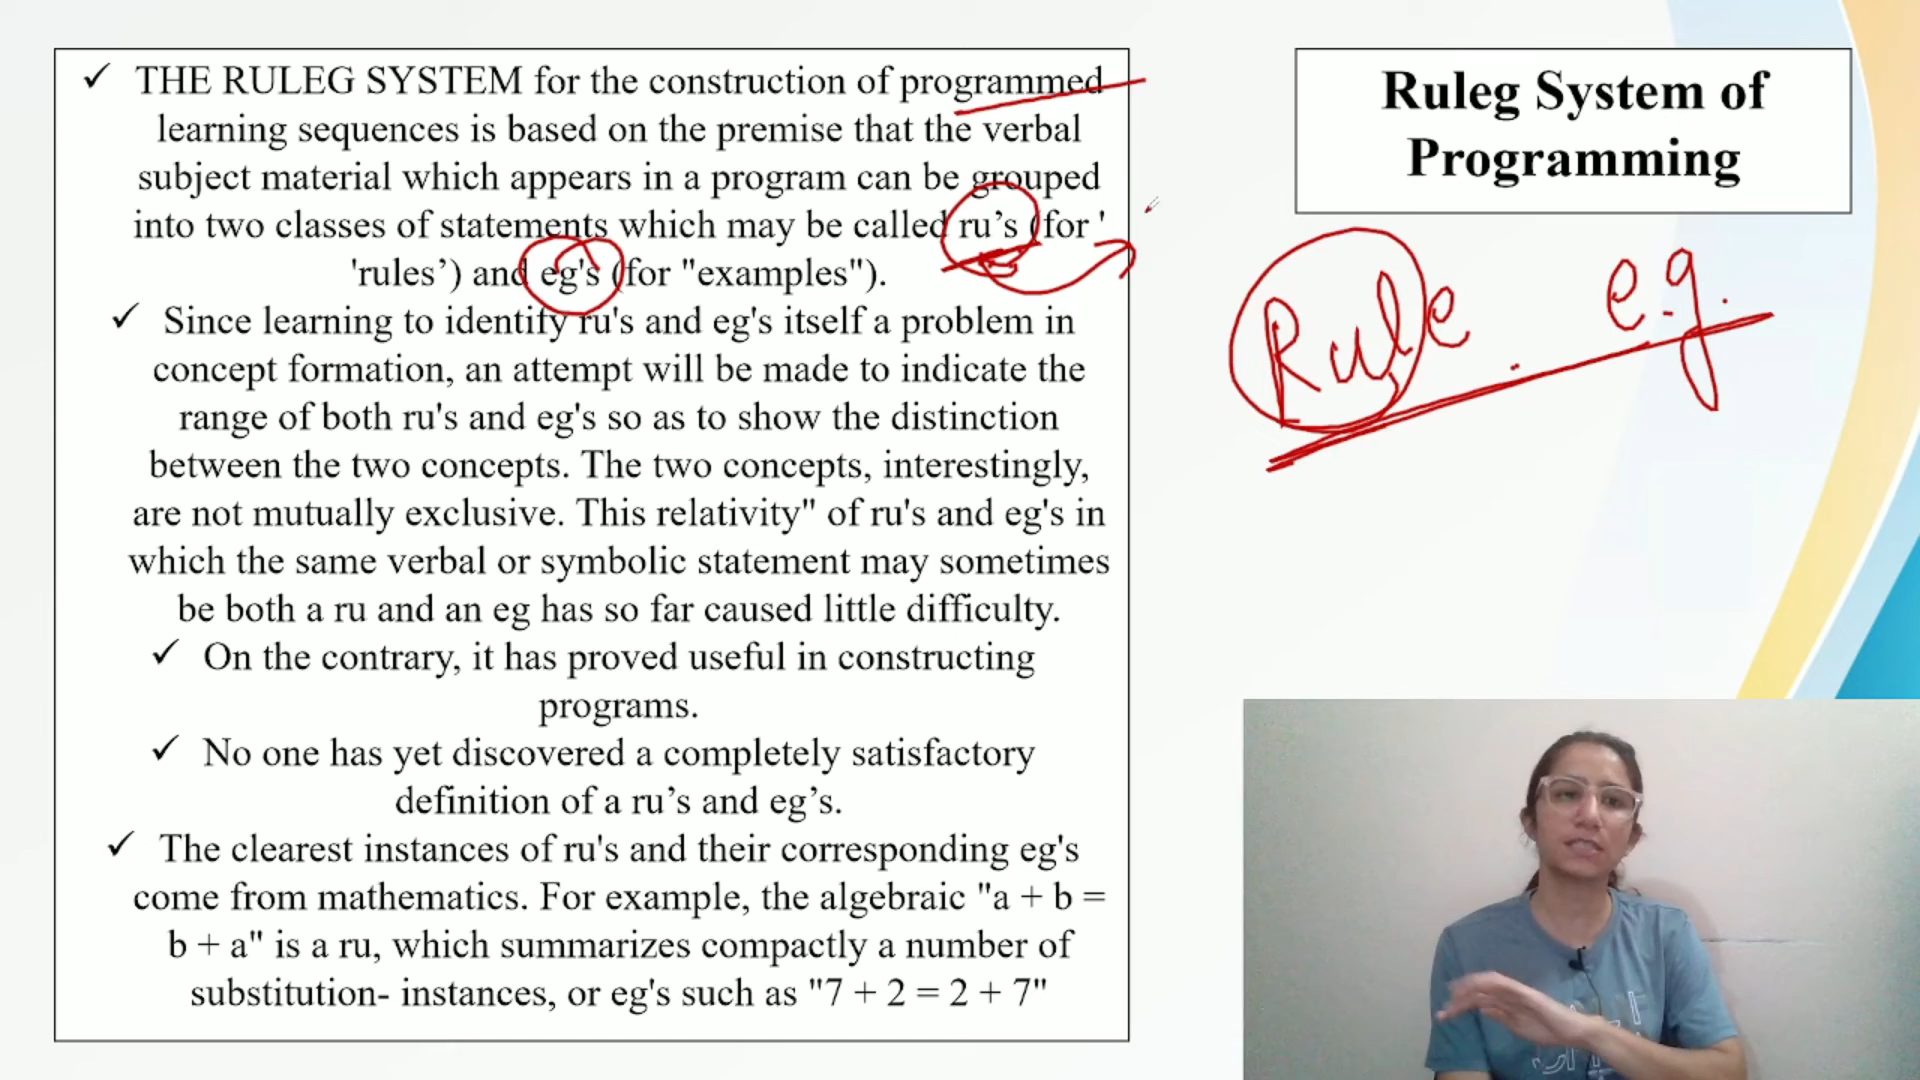 ✓ THE RULEG SYSTEM for the construction of programmed
learning sequences is based on the premise that the verbal
subject material which appears in a program can be grouped
into two classes of statements which may be called ru’s (for '
'rules’) and eg's (for "examples").
✓ Since learning to identify ru's and eg's itself a problem in
concept formation, an attempt will be made to indicate the
range of both ru's and eg's so as to show the distinction
between the two concepts. The two concepts, interestingly,
are not mutually exclusive. This relativity" of ru's and eg's in
which the same verbal or symbolic statement may sometimes
be both a ru and an eg has so far caused little difficulty.
✓ On the contrary, it has proved useful in constructing
programs.
✓ No one has yet discovered a completely satisfactory
definition of a ru’s and eg’s.
✓ The clearest instances of ru's and their corresponding eg's
come from mathematics. For example, the algebraic "a + b =
b + a" is a ru, which summarizes compactly a number of
substitution- instances, or eg's such as "7 + 2 = 2 + 7"
Ruleg System of
Programming
Rule e.g.